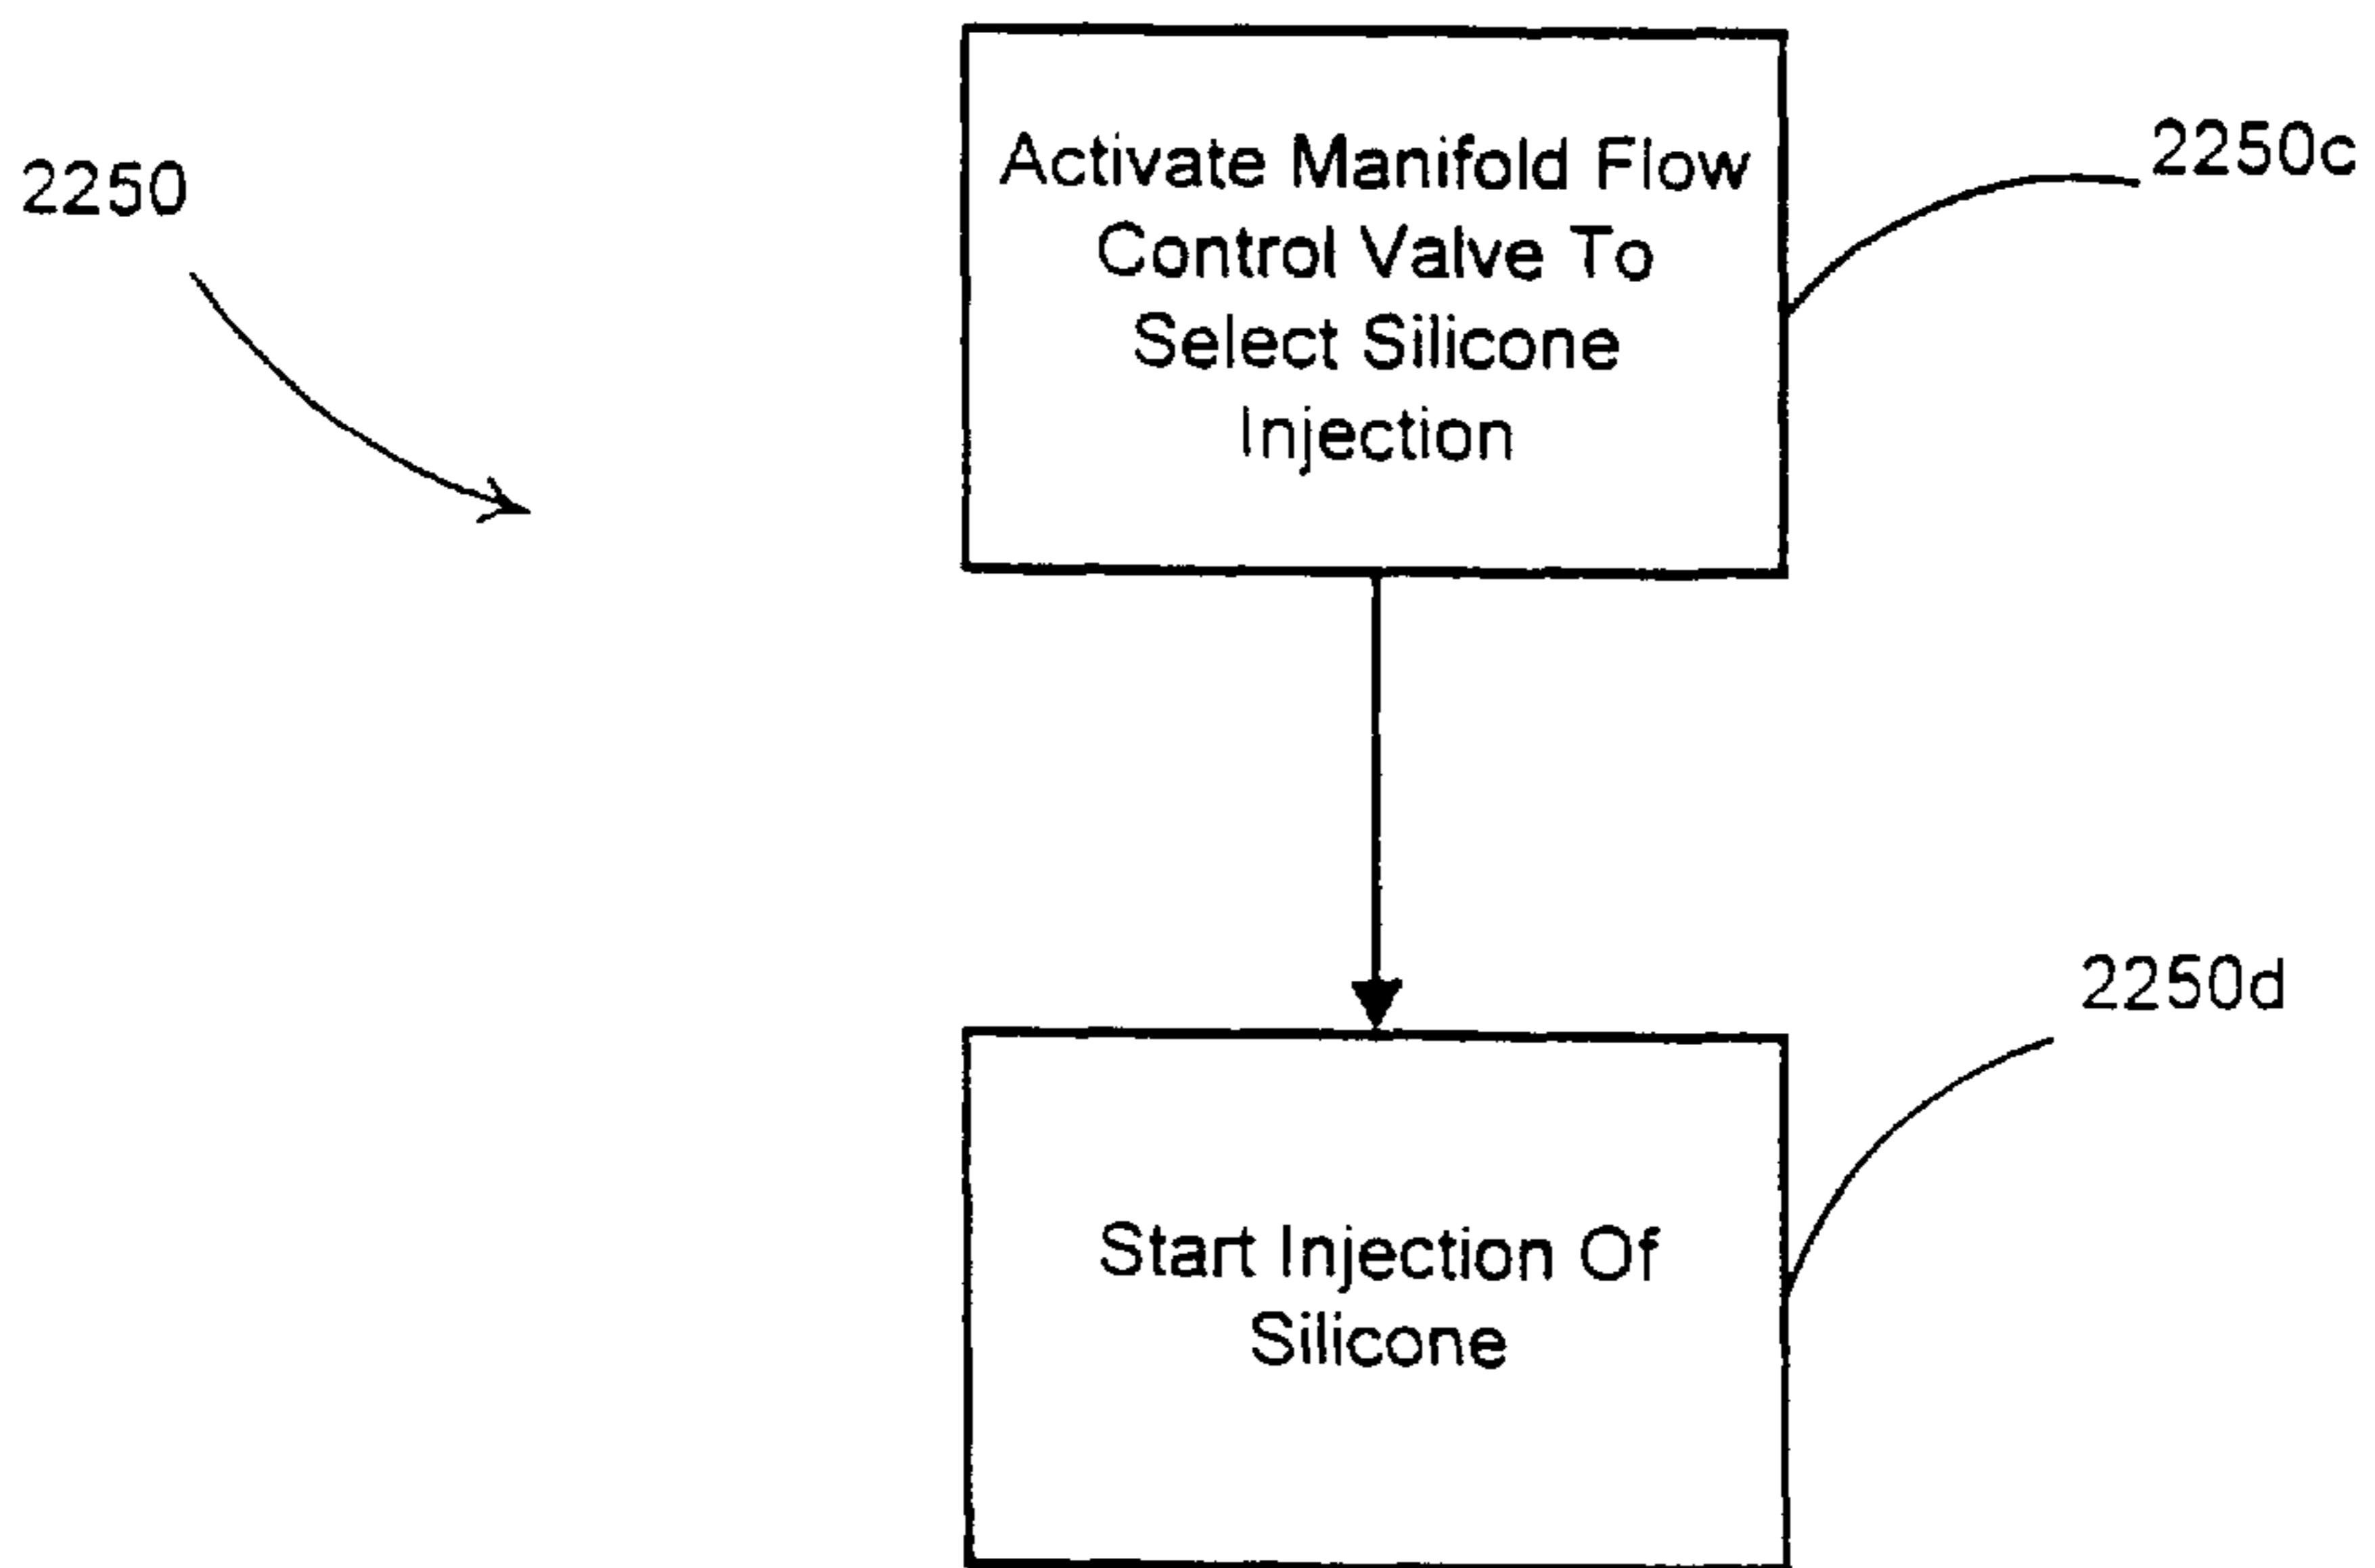 2250
Activate Manifold Flow
Control Valve To
Select Silicone
Injection
2250c
2250d
Start Injection Of
Silicone